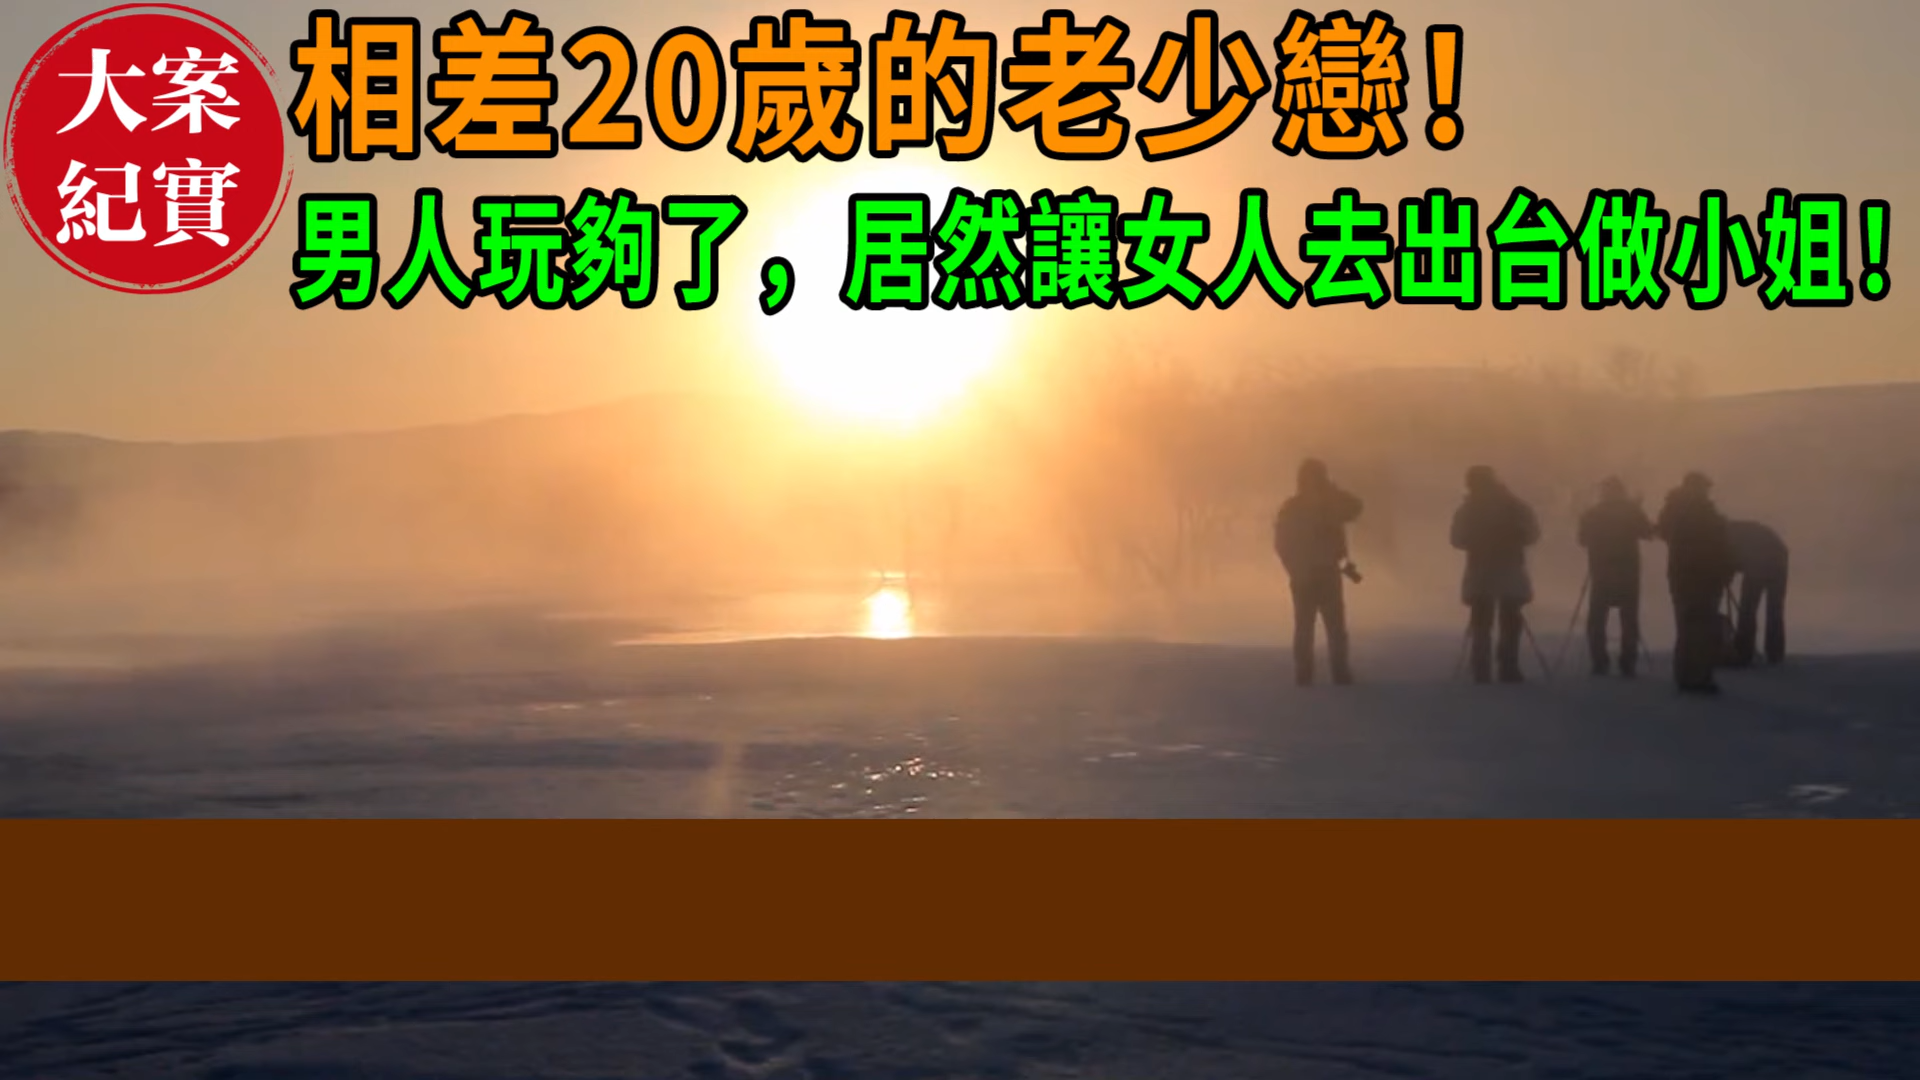 大案
紀實
相差20歲的老少戀！
男人玩夠了，居然讓女人去出台做小姐！